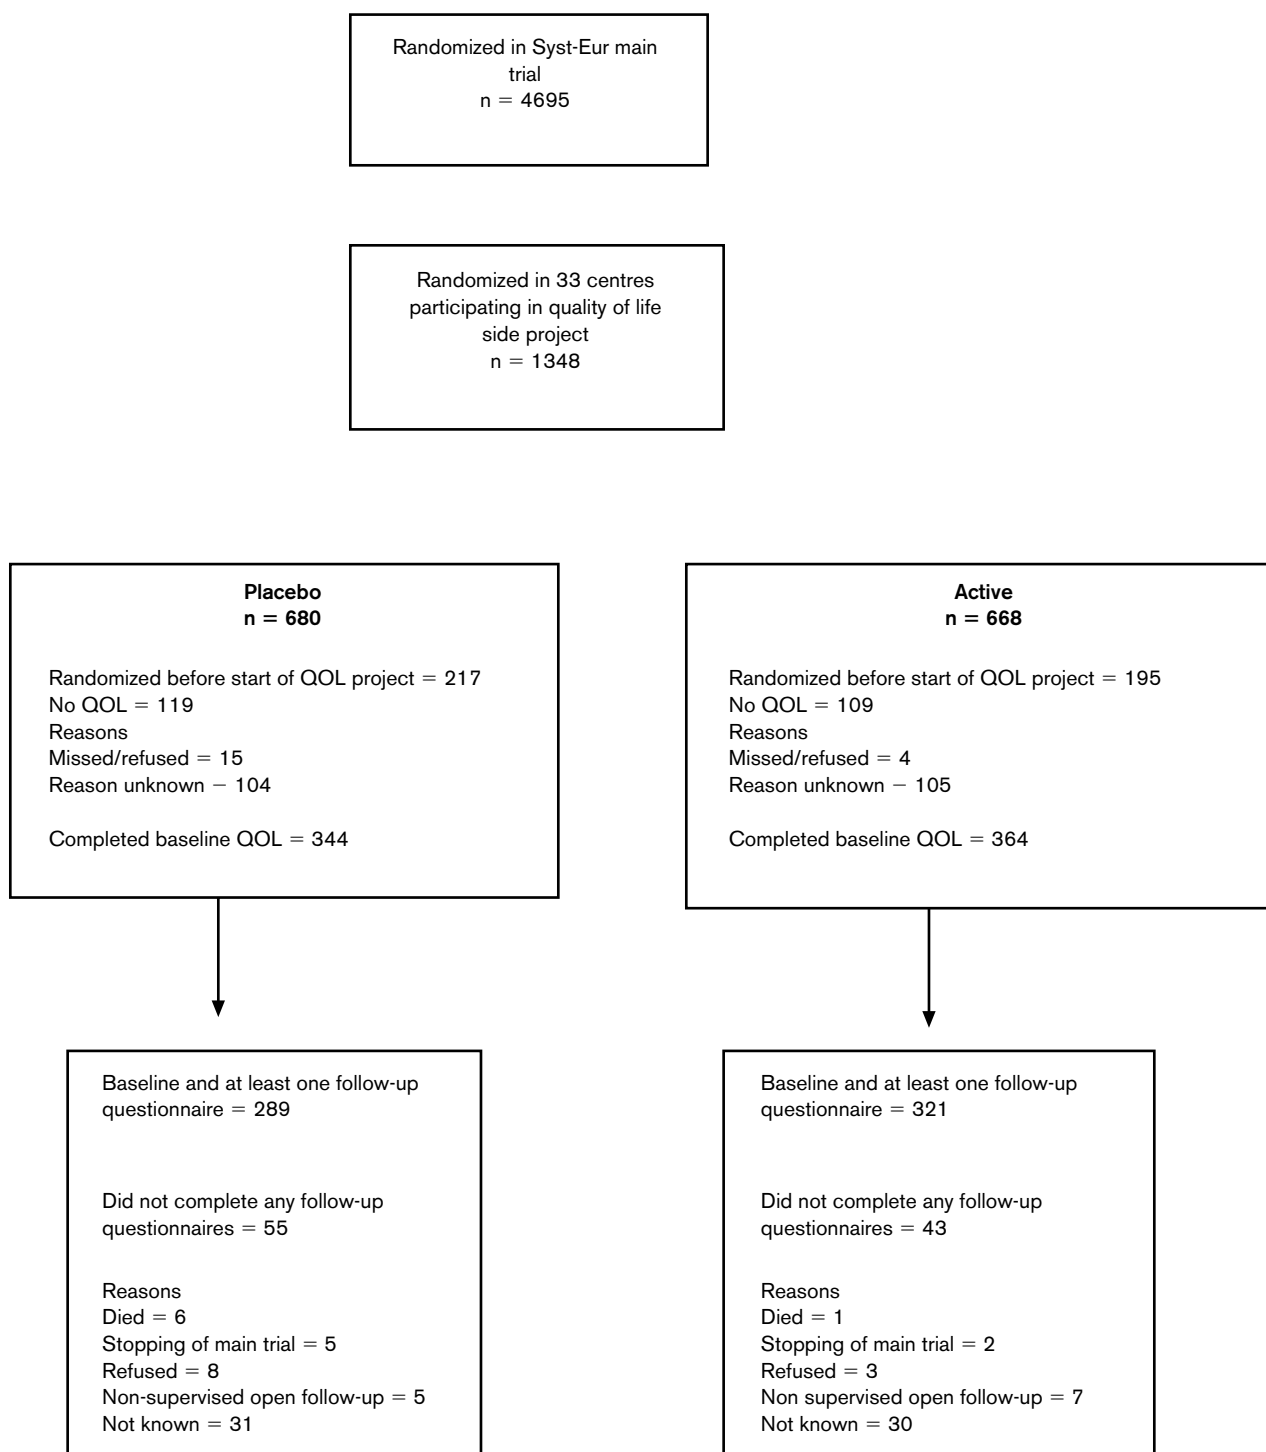 Randomized in Syst-Eur main
trial
n = 4695
Randomized in 33 centres
participating in quality of life
side project
n = 1348
Placebo
n = 680
Randomized before start of QOL project = 217
No QOL = 119
Reasons
Missed/refused = 15
Reason unknown − 104
Completed baseline QOL = 344
Active
n = 668
Randomized before start of QOL project = 195
No QOL = 109
Reasons
Missed/refused = 4
Reason unknown − 105
Completed baseline QOL = 364
Baseline and at least one follow-up
questionnaire = 289
Did not complete any follow-up
questionnaires = 55
Reasons
Died = 6
Stopping of main trial = 5
Refused = 8
Non-supervised open follow-up = 5
Not known = 31
Baseline and at least one follow-up
questionnaire = 321
Did not complete any follow-up
questionnaires = 43
Reasons
Died = 1
Stopping of main trial = 2
Refused = 3
Non supervised open follow-up = 7
Not known = 30